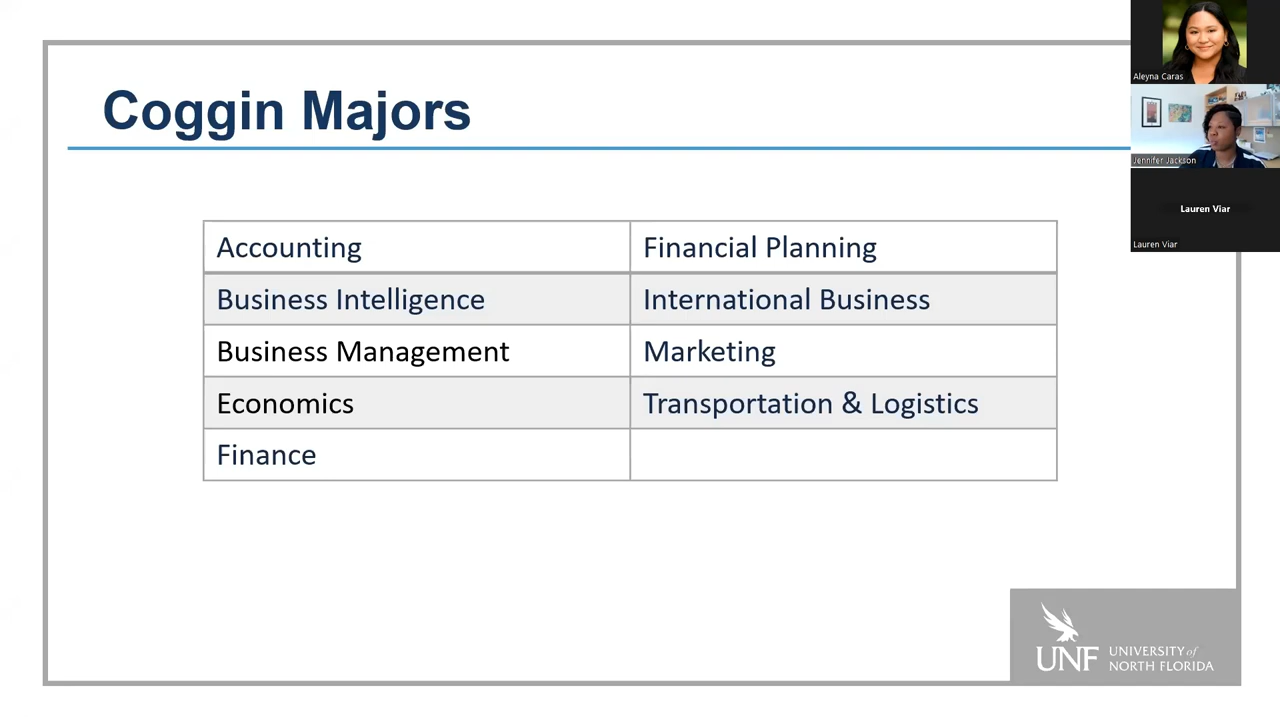 Coggin Majors
Accounting
Financial Planning
Business Intelligence
International Business
Business Management
Marketing
Economics
Transportation & Logistics
Finance
UNF
UNIVERSITY of
NORTH FLORIDA
Aleyna Caras
Jennifer Jackson
Lauren Viar
Lauren Viar